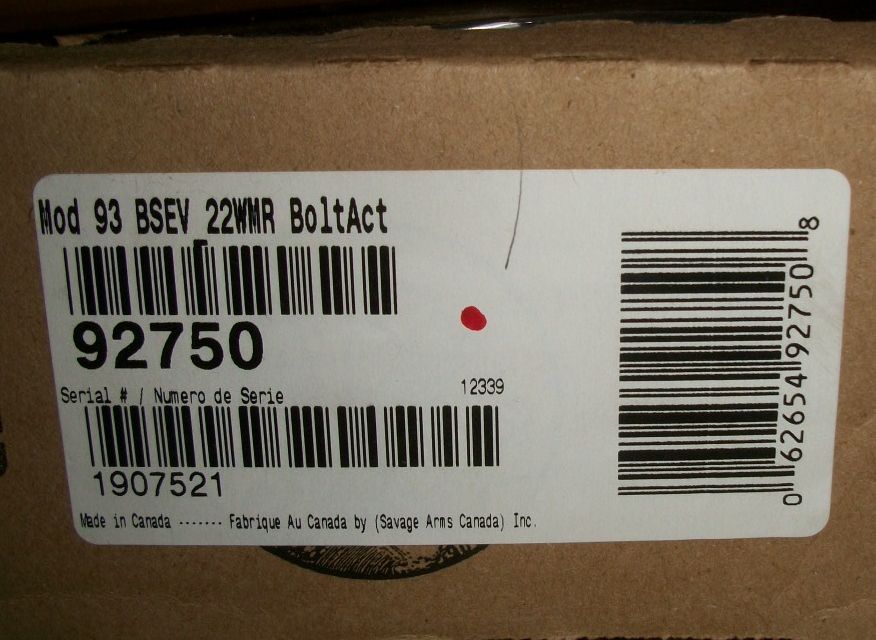 Mod 93 BSEV 22WMR BoltAct
92750
Serial # / Numero de Serie 12339
1907521
Made in Canada ------- Fabrique Au Canada by (Savage Arms Canada) Inc.
0 62654 92750 8